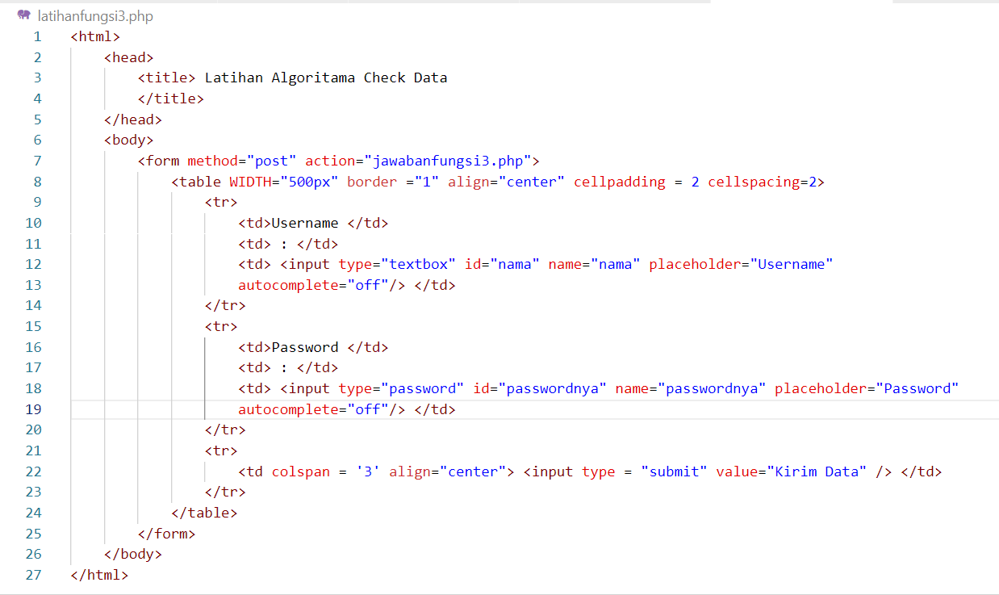 latihanfungsi3.php
1 <html>
2 <head>
3 <title> Latihan Algoritama Check Data
4 </title>
5 </head>
6 <body>
7 <form method="post" action="jawabanfungsi3.php">
8 <table WIDTH="500px" border ="1" align="center" cellpadding = 2 cellspacing=2>
9 <tr>
10 <td>Username </td>
11 <td> : </td>
12 <td> <input type="textbox" id="nama" name="nama" placeholder="Username"
13 autocomplete="off"/> </td>
14 </tr>
15 <tr>
16 <td>Password </td>
17 <td> : </td>
18 <td> <input type="password" id="passwordnya" name="passwordnya" placeholder="Password"
19 autocomplete="off"/> </td>
20 </tr>
21 <tr>
22 <td colspan = '3' align="center"> <input type = "submit" value="Kirim Data" /> </td>
23 </tr>
24 </table>
25 </form>
26 </body>
27 </html>